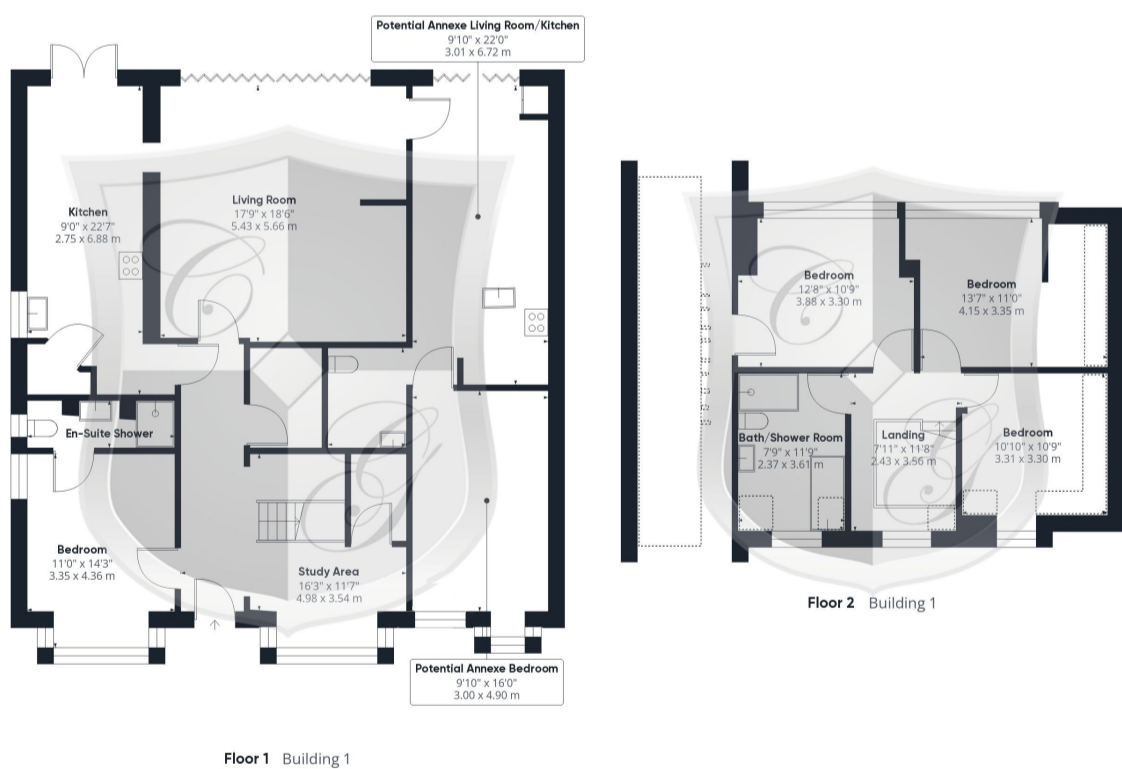 Potential Annexe Living Room/Kitchen
9'10" x 22'0"
3.01 x 6.72 m
Kitchen
9'0" x 22'7"
2.75 x 6.88 m
Living Room
17'9" x 18'6"
5.43 x 5.66 m
En-Suite Shower
Bedroom
11'0" x 14'3"
3.35 x 4.36 m
Study Area
16'3" x 11'7"
4.98 x 3.54 m
Potential Annexe Bedroom
9'10" x 16'0"
3.00 x 4.90 m
Floor 1 Building 1
Bedroom
12'8" x 10'9"
3.88 x 3.30 m
Bedroom
13'7" x 11'0"
4.15 x 3.35 m
Bath/Shower Room
7'9" x 11'9"
2.37 x 3.61 m
Landing
7'11" x 11'8"
2.43 x 3.56 m
Bedroom
10'10" x 10'9"
3.31 x 3.30 m
Floor 2 Building 1